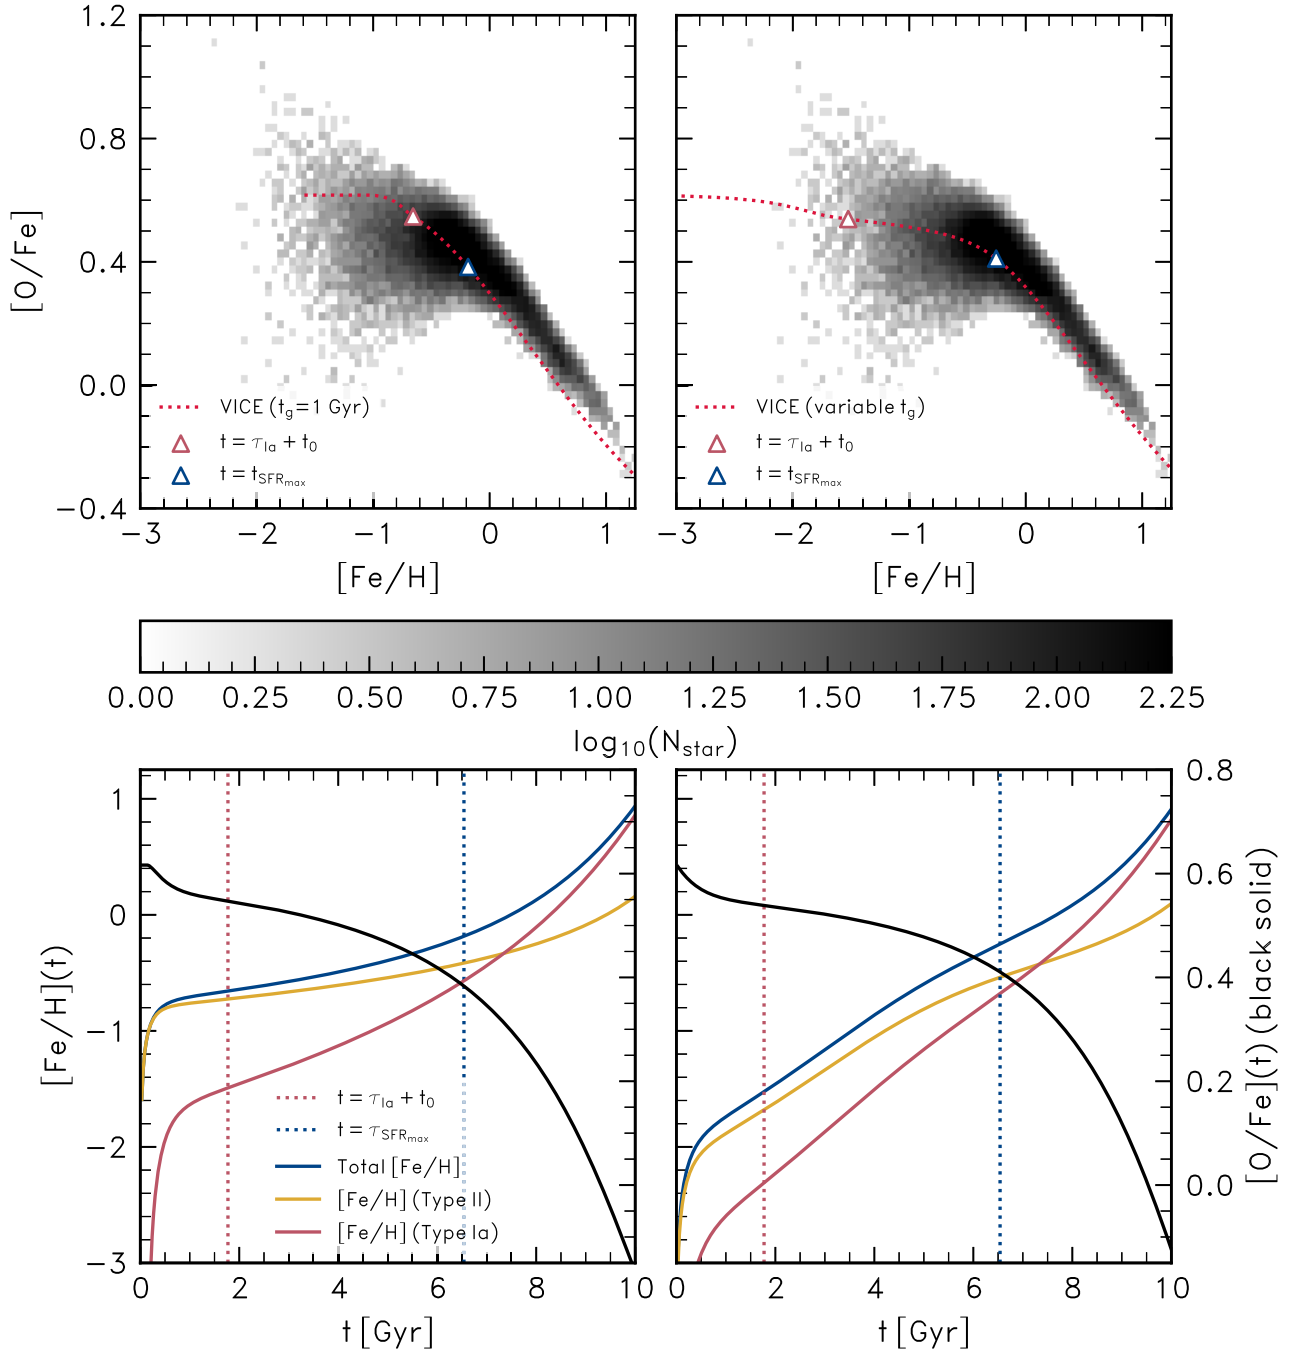 1.2
0.8
0.4
0.0
−0.4
[O/Fe]
VICE (t_g=1 Gyr)
t = τ_Ia + t_0
t = t_SFR_max
−3 −2 −1 0 1
[Fe/H]
VICE (variable t_g)
t = τ_Ia + t_0
t = t_SFR_max
−3 −2 −1 0 1
[Fe/H]
0.00 0.25 0.50 0.75 1.00 1.25 1.50 1.75 2.00 2.25
log_10(N_star)
1
0
−1
−2
−3
[Fe/H](t)
t = τ_Ia + t_0
t = τ_SFR_max
Total [Fe/H]
[Fe/H] (Type II)
[Fe/H] (Type Ia)
0 2 4 6 8 10
t [Gyr]
0 2 4 6 8 10
t [Gyr]
0.8
0.6
0.4
0.2
0.0
[O/Fe](t) (black solid)